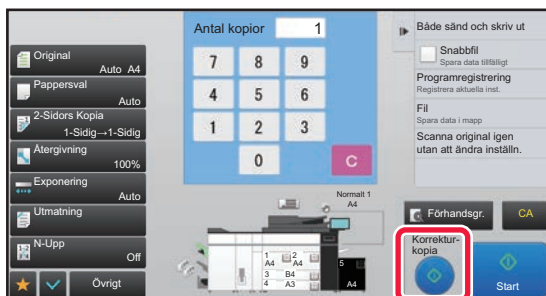 Original
Auto A4
Pappersval
Auto
2-Sidors Kopia
1-Sidig→1-Sidig
Återgivning
100%
Exponering
Auto
Utmatning
N-Upp
Off
Övrigt
Antal kopior 1
7 8 9
4 5 6
1 2 3
0 C
Normalt 1
A4
1 A4 2 A4
3 B4
4 A3
5 A4
Både sänd och skriv ut
Snabbfil
Spara data tillfälligt
Programregistrering
Registrera aktuella inst.
Fil
Spara data i mapp
Scanna original igen
utan att ändra inställn.
Förhandsgr. CA
Korrektur-
kopia
Start